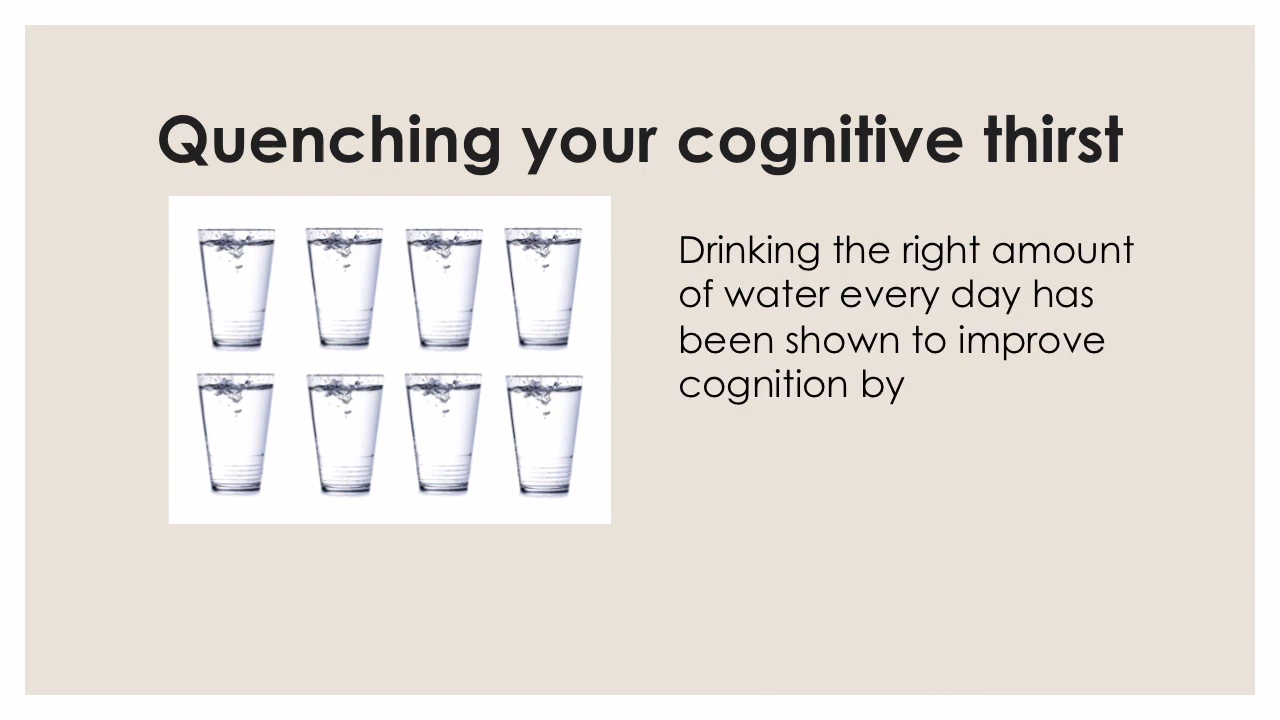 Quenching your cognitive thirst
Drinking the right amount
of water every day has
been shown to improve
cognition by